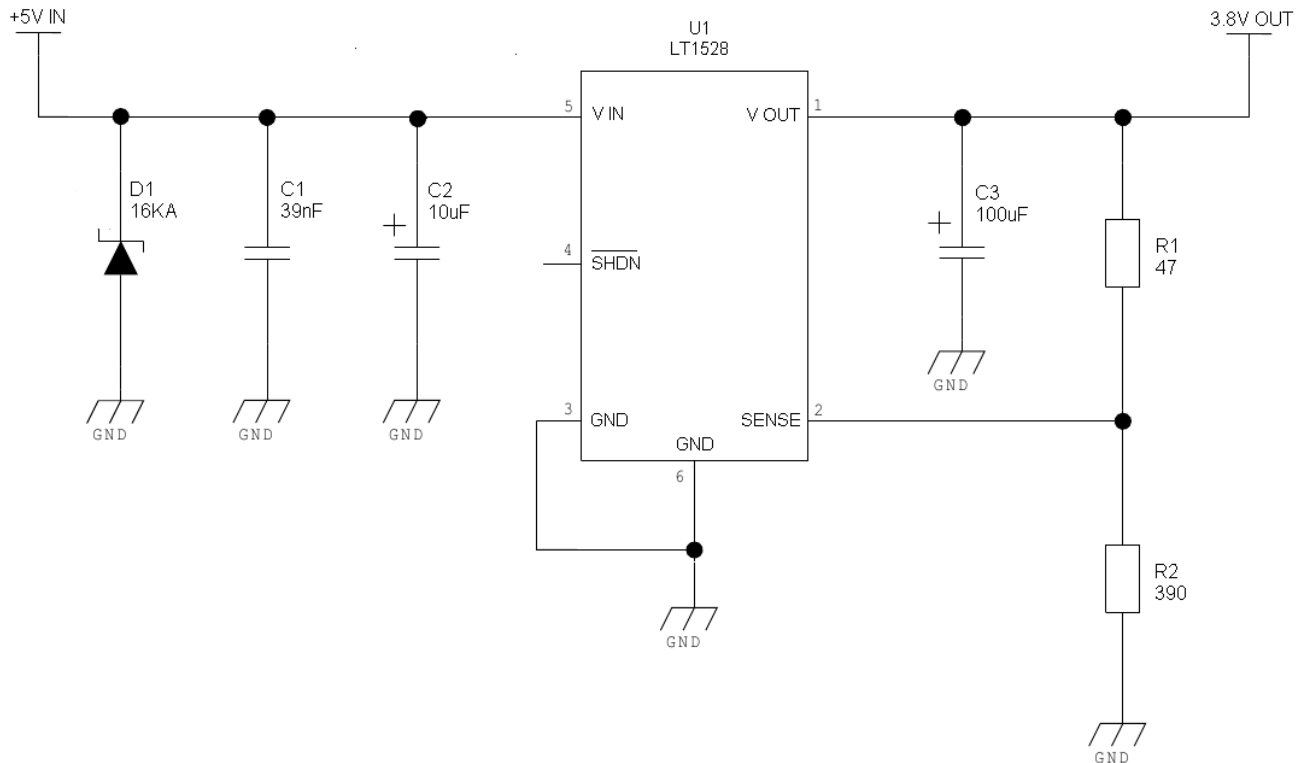 +5V IN
3.8V OUT
U1
LT1528
5
V IN
V OUT
1
D1
16KA
C1
39nF
C2
10uF
+
C3
100uF
+
4
SHDN
R1
47
GND
3
GND
SENSE
2
GND
6
GND
GND
GND
R2
390
GND
GND